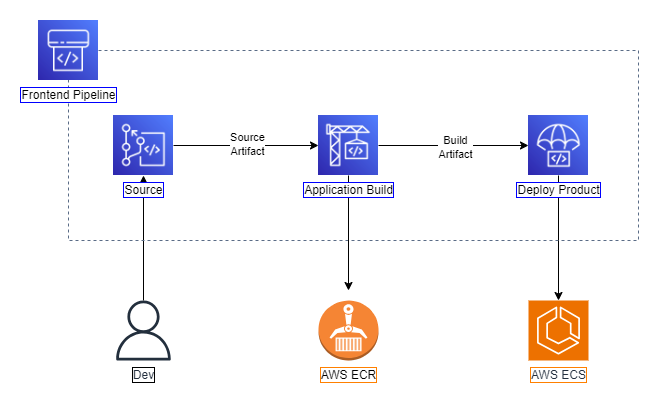 Frontend Pipeline
Source
Artifact
Build
Artifact
Source
Application Build
Deploy Product
Dev
AWS ECR
AWS ECS